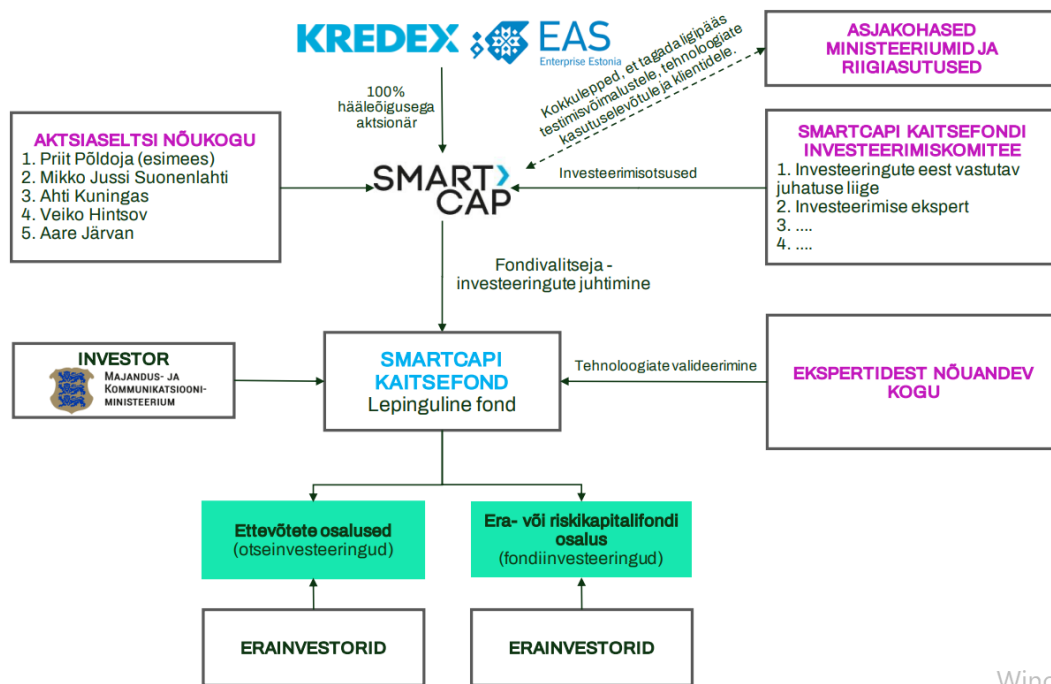 KREDEX EAS
Enterprise Estonia
100%
hääleõigusega
aktsionär
Kokkulepped, et tagada ligipääs
testimisvõimalustele, tehnoloogiate
kasutuselevõtule ja klientidele.
ASJAKOHASED
MINISTEERIUMID JA
RIIGIASUTUSED
AKTSIASELTSI NÕUKOGU
1. Priit Põldoja (esimees)
2. Mikko Jussi Suonenlahti
3. Ahti Kuningas
4. Veiko Hintsov
5. Aare Järvan
SMART
CAP
Investeerimisotsused
SMARTCAPI KAITSEFONDI
INVESTEERIMISKOMITEE
1. Investeeringute eest vastutav
juhatuse liige
2. Investeerimise ekspert
3. ....
4. ....
Fondivalitseja -
investeeringute juhtimine
INVESTOR
MAJANDUS- JA
KOMMUNIKATSIOONI-
MINISTEERIUM
SMARTCAPI
KAITSEFOND
Lepinguline fond
Tehnoloogiate valideerimine
EKSPERTIDEST NÕUANDEV
KOGU
Ettevõtete osalused
(otseinvesteeringud)
Era- või riskikapitalifondi
osalus
(fondiinvesteeringud)
ERAINVESTORID
ERAINVESTORID